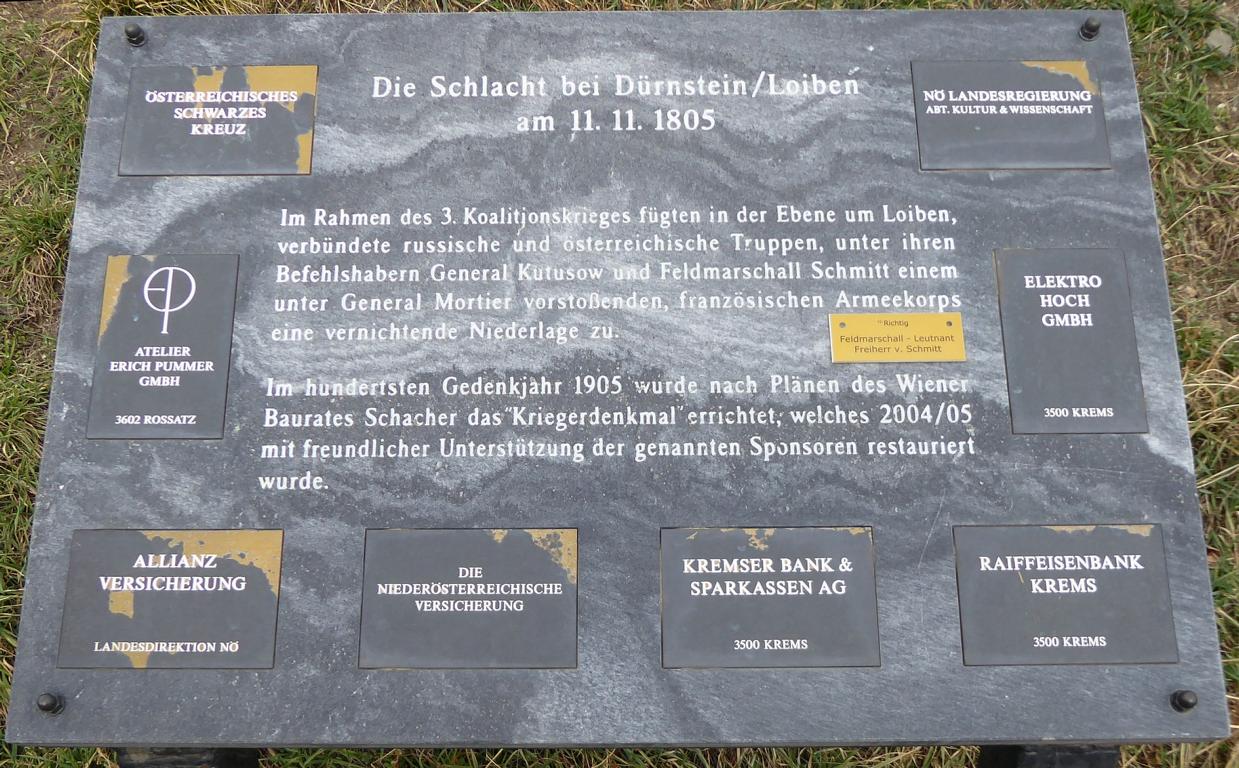 ÖSTERREICHISCHES
SCHWARZES
KREUZ
Die Schlacht bei Dürnstein/Loiben
am 11. 11. 1805
NÖ LANDESREGIERUNG
ABT. KULTUR & WISSENSCHAFT
Im Rahmen des 3. Koalitionskrieges fügten in der Ebene um Loiben,
verbündete russische und österreichische Truppen, unter ihren
Befehlshabern General Kutusow und Feldmarschall Schmitt einem
unter General Mortier vorstoßenden, französischen Armeekorps
eine vernichtende Niederlage zu.
Richtig
Feldmarschall - Leutnant
Freiherr v. Schmitt
Im hundertsten Gedenkjahr 1905 wurde nach Plänen des Wiener
Baurates Schacher das "Kriegerdenkmal" errichtet, welches 2004/05
mit freundlicher Unterstützung der genannten Sponsoren restauriert
wurde.
ATELIER
ERICH PUMMER
GMBH
3602 ROSSATZ
ELEKTRO
HOCH
GMBH
3500 KREMS
ALLIANZ
VERSICHERUNG
LANDESDIREKTION NÖ
DIE
NIEDERÖSTERREICHISCHE
VERSICHERUNG
KREMSER BANK &
SPARKASSEN AG
3500 KREMS
RAIFFEISENBANK
KREMS
3500 KREMS